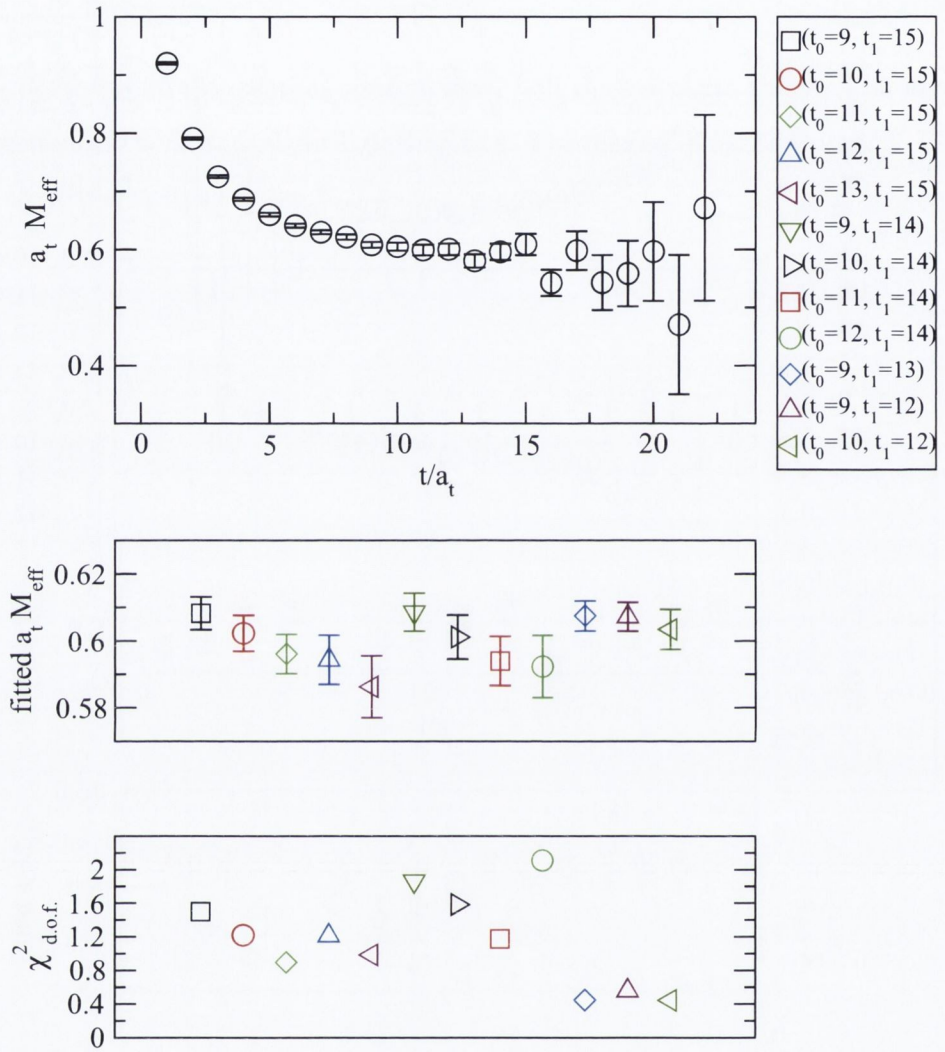 1
0.8
0.6
0.4
a_t M_eff
0 5 10 15 20
t/a_t
(t_0=9, t_1=15)
(t_0=10, t_1=15)
(t_0=11, t_1=15)
(t_0=12, t_1=15)
(t_0=13, t_1=15)
(t_0=9, t_1=14)
(t_0=10, t_1=14)
(t_0=11, t_1=14)
(t_0=12, t_1=14)
(t_0=9, t_1=13)
(t_0=9, t_1=12)
(t_0=10, t_1=12)
0.62
0.6
0.58
fitted a_t M_eff
2
1.6
1.2
0.8
0.4
0
χ^2_d.o.f.